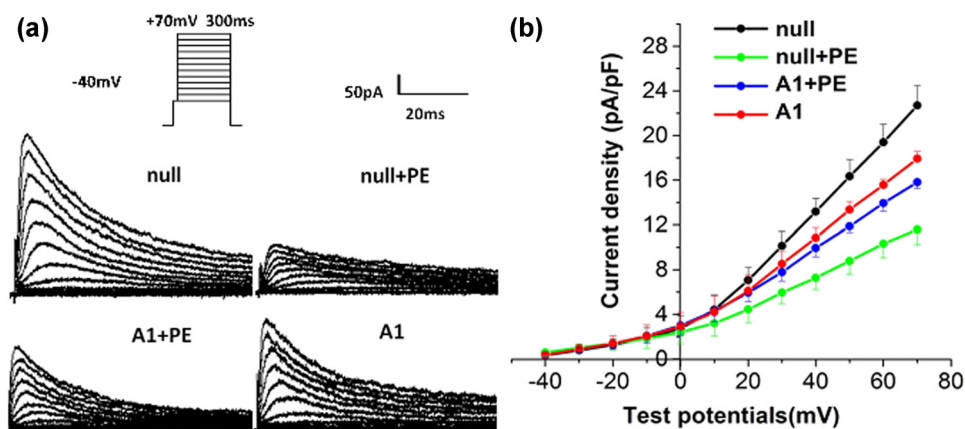 (a)
+70mV 300ms
-40mV
50pA
20ms
null
null+PE
A1+PE
A1
(b)
Current density (pA/pF)
28
24
20
16
12
8
4
0
-40
-20
0
20
40
60
80
Test potentials(mV)
null
null+PE
A1+PE
A1